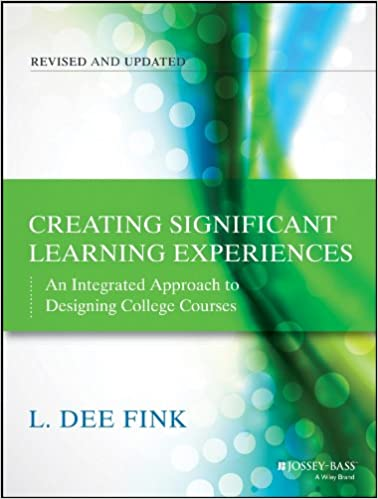 REVISED AND UPDATED
CREATING SIGNIFICANT
LEARNING EXPERIENCES
An Integrated Approach to
Designing College Courses
L. DEE FINK
JOSSEY-BASS™
A Wiley Brand